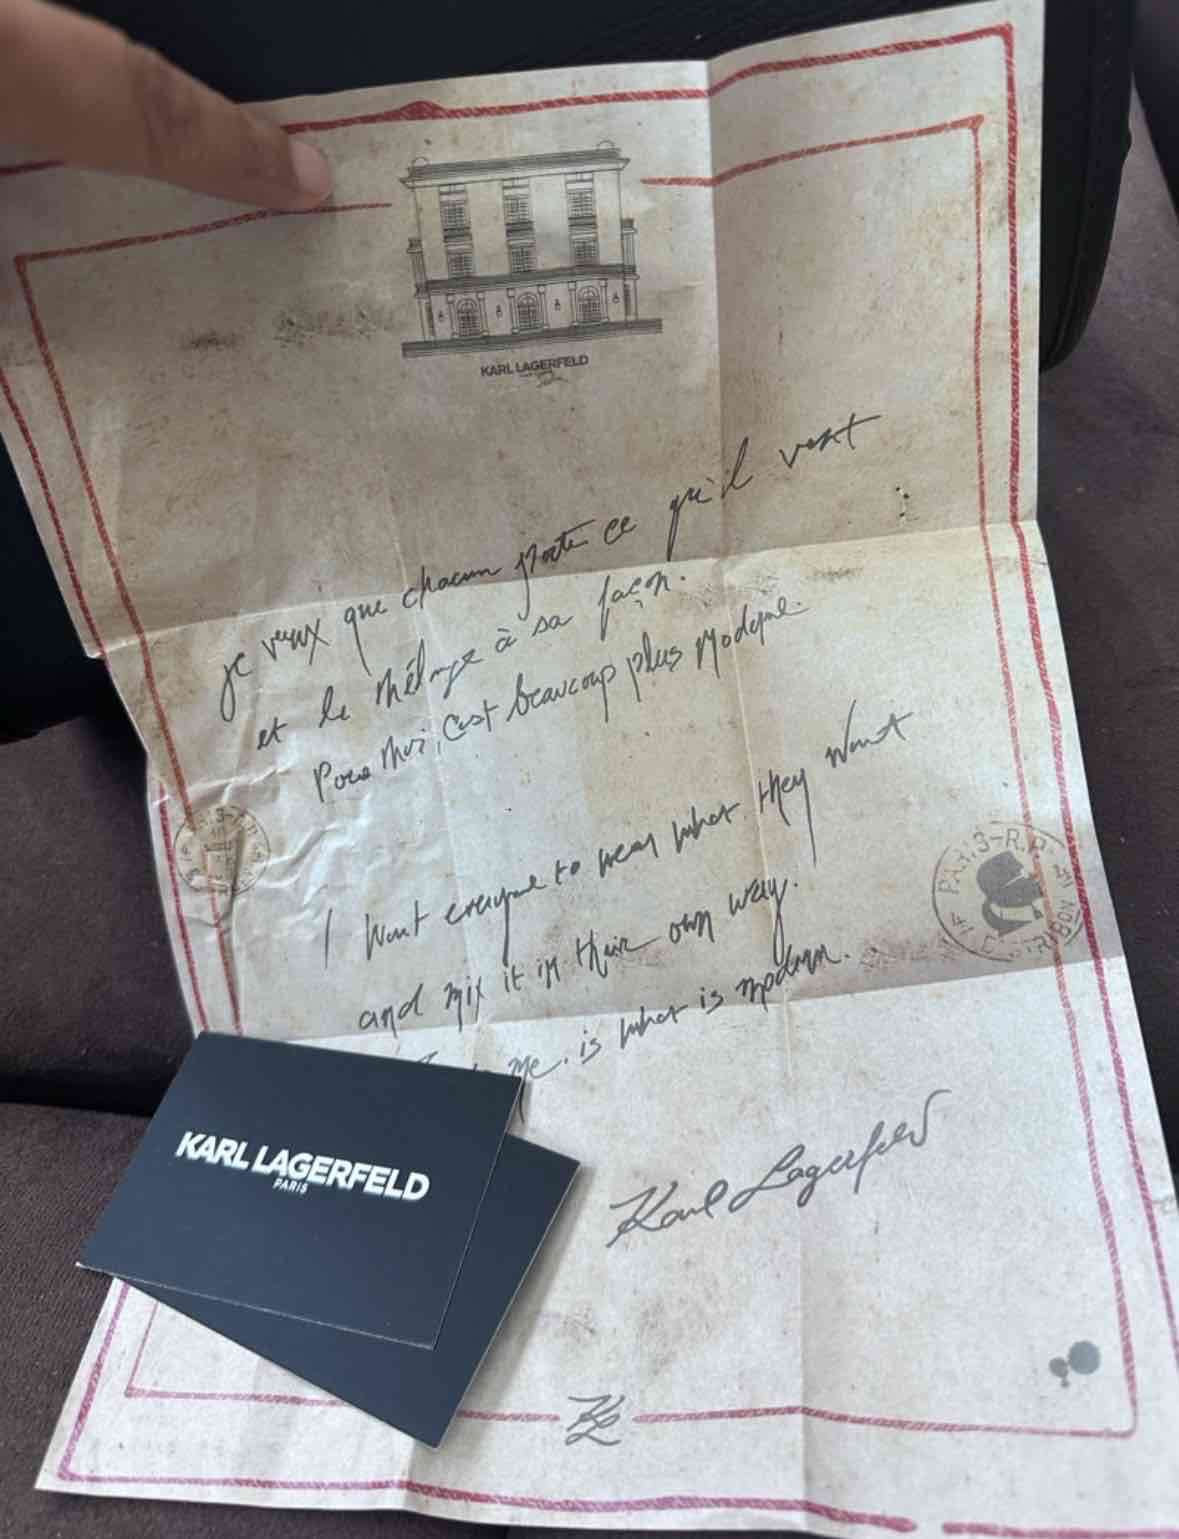 KARL LAGERFELD
je veux que chacun porte ce qu'il veut
et le mélange à sa façon.
Pour moi, c'est beaucoup plus moderne.
I want everyone to wear what they want
and mix it in their own way.
me, is what is modern.
Karl Lagerfeld
KARL LAGERFELD
PARIS
KL
PARIS-R.P.